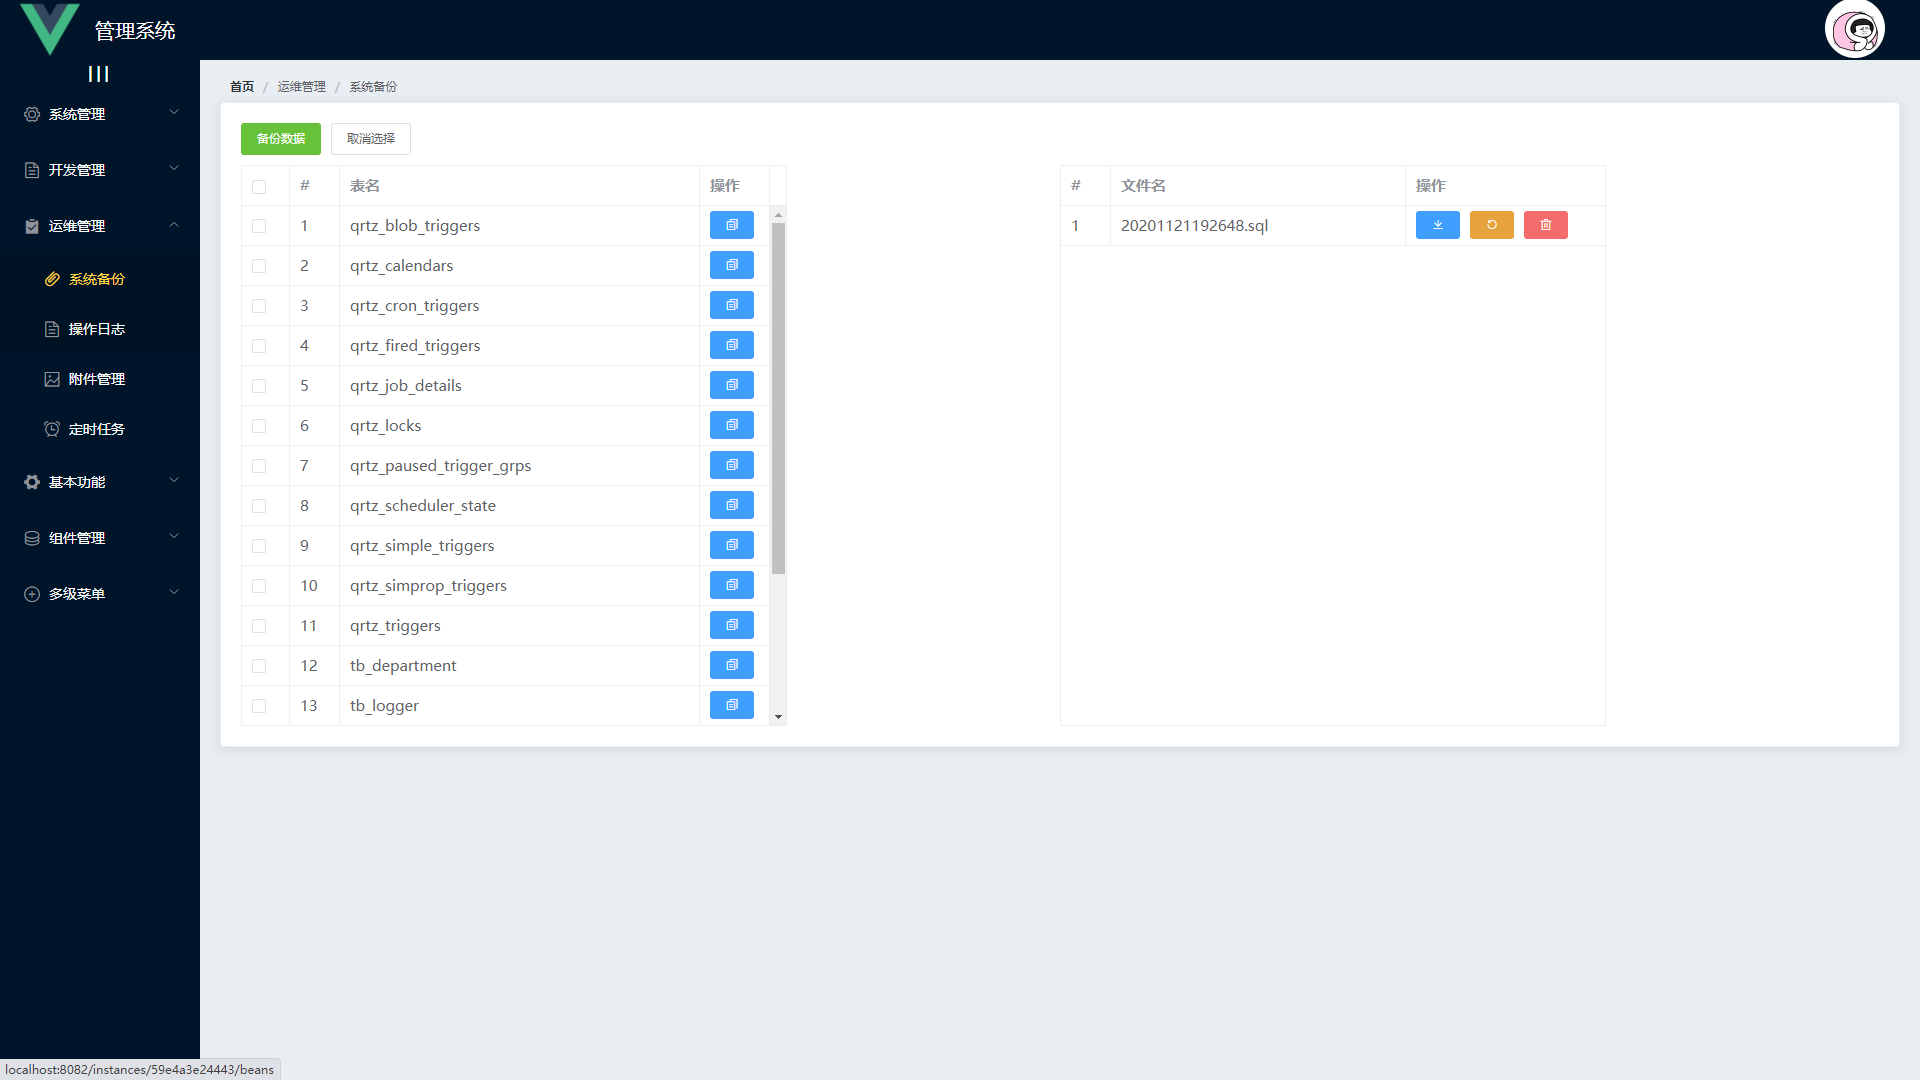 管理系统
系统管理
开发管理
运维管理
系统备份
操作日志
附件管理
定时任务
基本功能
组件管理
多级菜单
首页 / 运维管理 / 系统备份
备份数据 取消选择
# 表名 操作
1 qrtz_blob_triggers
2 qrtz_calendars
3 qrtz_cron_triggers
4 qrtz_fired_triggers
5 qrtz_job_details
6 qrtz_locks
7 qrtz_paused_trigger_grps
8 qrtz_scheduler_state
9 qrtz_simple_triggers
10 qrtz_simprop_triggers
11 qrtz_triggers
12 tb_department
13 tb_logger
# 文件名 操作
1 20201121192648.sql
localhost:8082/instances/59e4a3e24443/beans